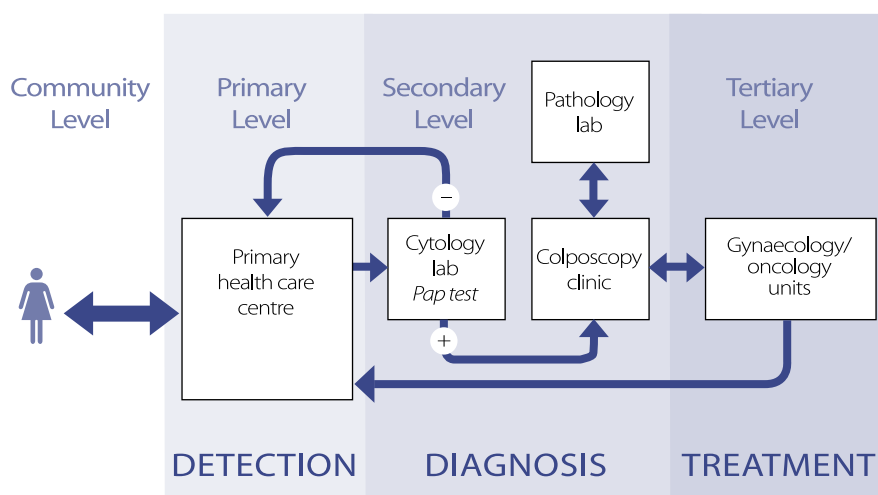 Community
Level
Primary
Level
Secondary
Level
Tertiary
Level
Pathology
lab
−
Primary
health care
centre
Cytology
lab
Pap test
Colposcopy
clinic
Gynaecology/
oncology
units
+
DETECTION
DIAGNOSIS
TREATMENT